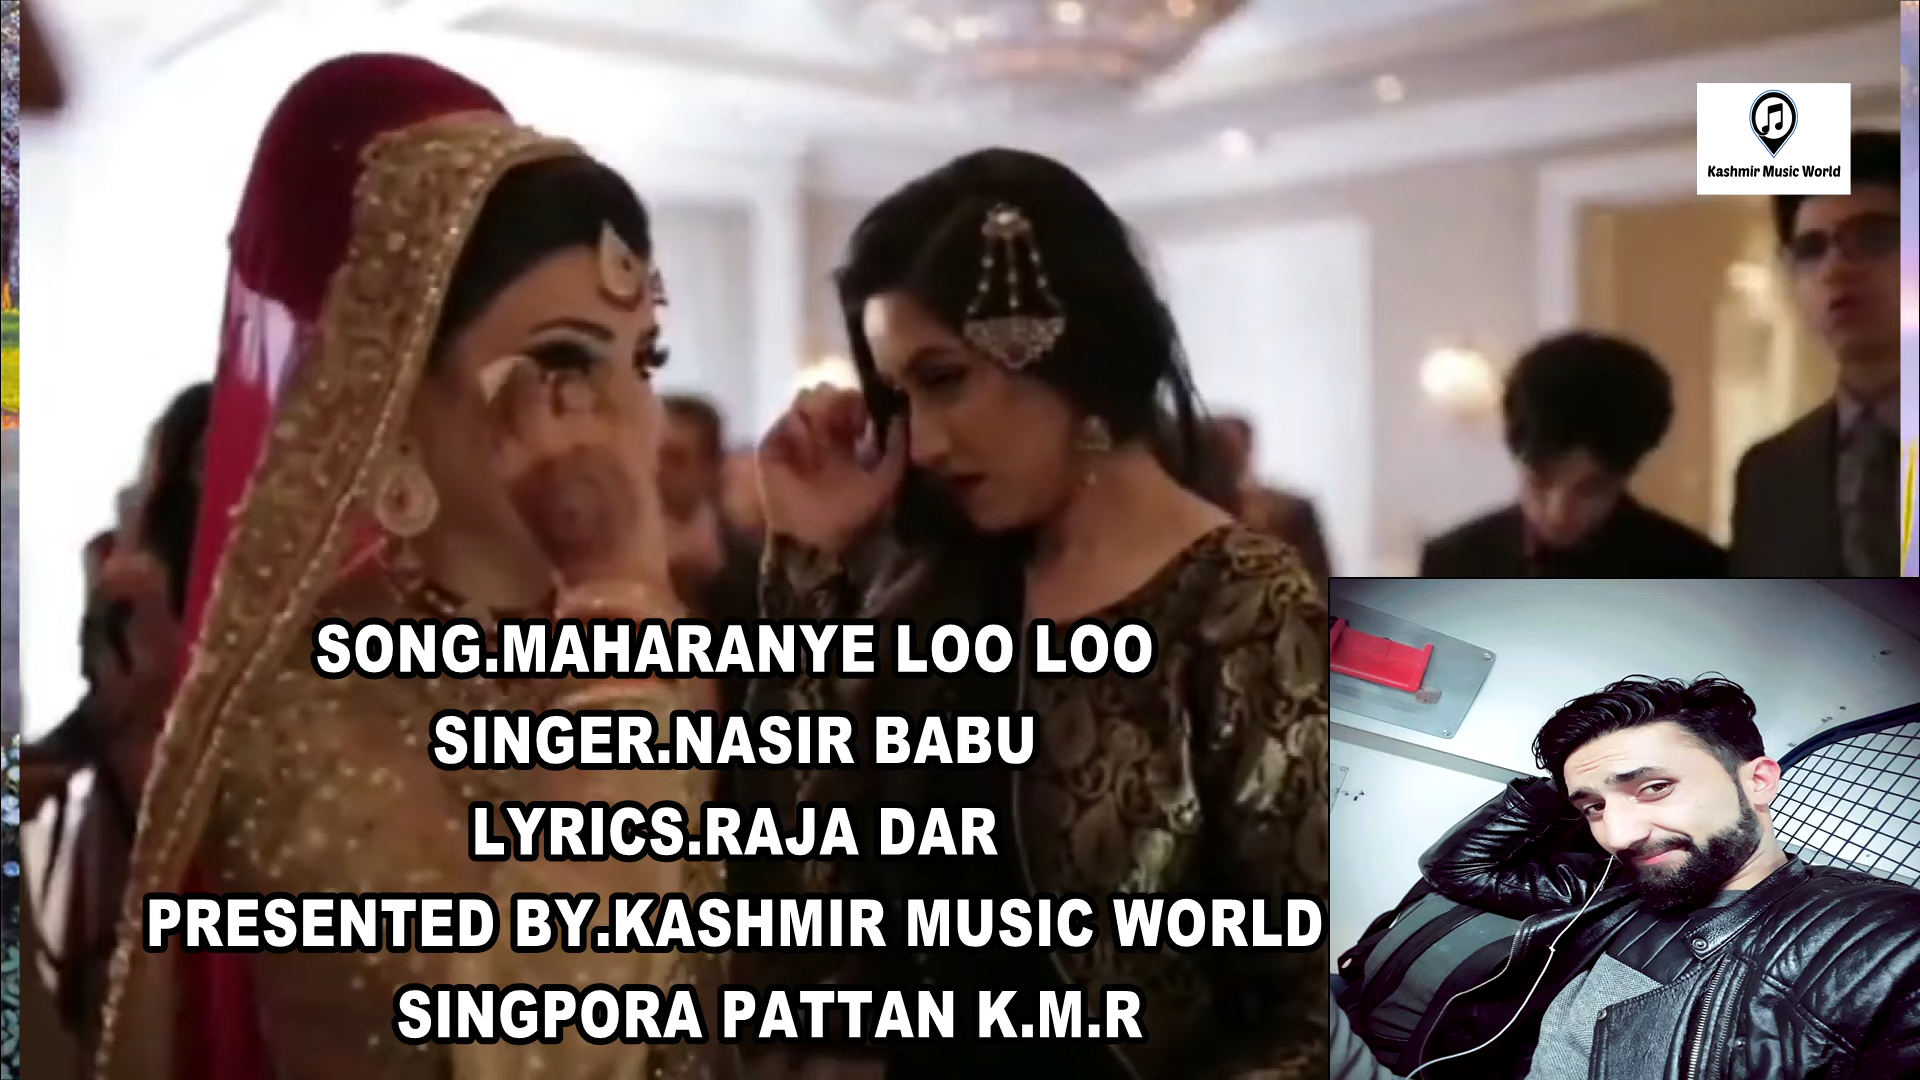 Kashmir Music World
SONG.MAHARANYE LOO LOO
SINGER.NASIR BABU
LYRICS.RAJA DAR
PRESENTED BY.KASHMIR MUSIC WORLD
SINGPORA PATTAN K.M.R